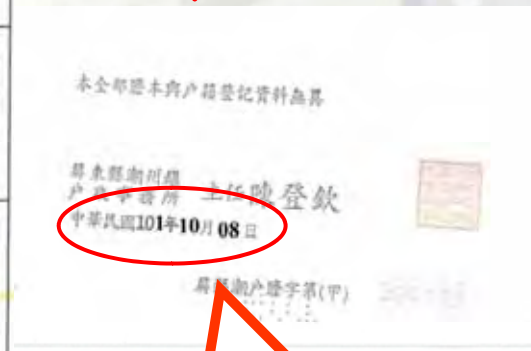 本全部謄本與戶籍登記資料無異
屏東縣潮州鎮
戶政事務所 主任陳登欽
中華民國101年10月08日
屏縣潮戶謄字第(甲)